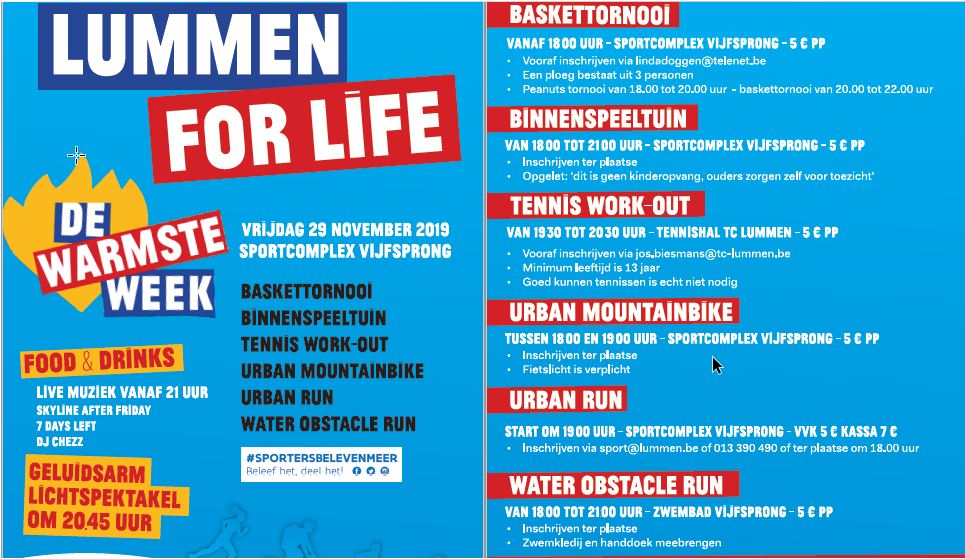 LUMMEN
FOR LIFE
DE
WARMSTE
WEEK
VRIJDAG 29 NOVEMBER 2019
SPORTCOMPLEX VIJFSPRONG
BASKETTORNOOI
BINNENSPEELTUIN
TENNIS WORK-OUT
URBAN MOUNTAINBIKE
URBAN RUN
WATER OBSTACLE RUN
#SPORTERSBELEVENMEER
Beleef het, deel het!
FOOD & DRINKS
LIVE MUZIEK VANAF 21 UUR
SKYLINE AFTER FRIDAY
7 DAYS LEFT
DJ CHEZZ
GELUIDSARM
LICHTSPEKTAKEL
OM 20.45 UUR
BASKETTORNOOI
VANAF 18 00 UUR - SPORTCOMPLEX VIJFSPRONG - 5 € PP
• Vooraf inschrijven via lindadoggen@telenet.be
• Een ploeg bestaat uit 3 personen
• Peanuts tornooi van 18.00 tot 20.00 uur - baskettornooi van 20.00 tot 22.00 uur
BINNENSPEELTUIN
VAN 18 00 TOT 21 00 UUR - SPORTCOMPLEX VIJFSPRONG - 5 € PP
• Inschrijven ter plaatse
• Opgelet: 'dit is geen kinderopvang, ouders zorgen zelf voor toezicht'
TENNIS WORK-OUT
VAN 19 30 TOT 20 30 UUR - TENNISHAL TC LUMMEN - 5 € PP
• Vooraf inschrijven via jos.biesmans@tc-lummen.be
• Minimum leeftijd is 13 jaar
• Goed kunnen tennissen is echt niet nodig
URBAN MOUNTAINBIKE
TUSSEN 18 00 EN 19 00 UUR - SPORTCOMPLEX VIJFSPRONG - 5 € PP
• Inschrijven ter plaatse
• Fietslicht is verplicht
URBAN RUN
START OM 19 00 UUR - SPORTCOMPLEX VIJFSPRONG - VVK 5 € KASSA 7 €
• Inschrijven via sport@lummen.be of 013 390 490 of ter plaatse om 18.00 uur
WATER OBSTACLE RUN
VAN 18 00 TOT 21 00 UUR - ZWEMBAD VIJFSPRONG - 5 € PP
• Inschrijven ter plaatse
• Zwemkledij en handdoek meebrengen